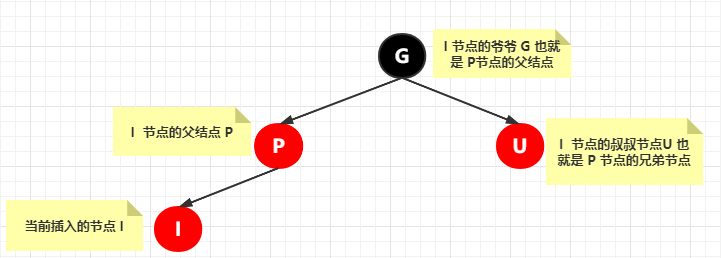 G
I 节点的爷爷 G 也就
是 P节点的父结点
I 节点的父结点 P
P
U
I 节点的叔叔节点U 也
就是 P 节点的兄弟节点
当前插入的节点 I
I